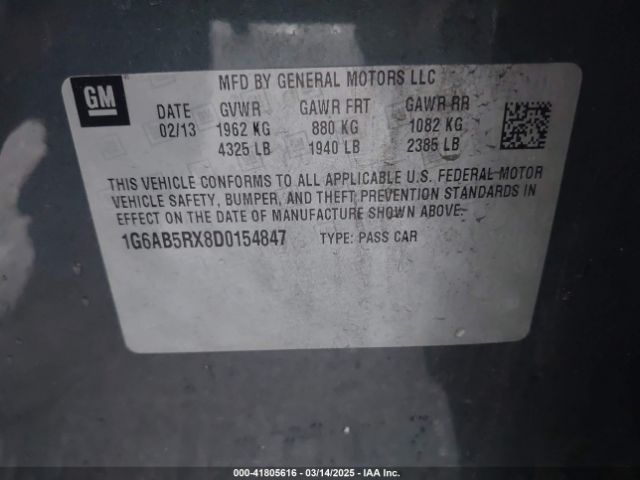 GM
MFD BY GENERAL MOTORS LLC
DATE GVWR GAWR FRT GAWR RR
02/13 1962 KG 880 KG 1082 KG
4325 LB 1940 LB 2385 LB
THIS VEHICLE CONFORMS TO ALL APPLICABLE U.S. FEDERAL MOTOR
VEHICLE SAFETY, BUMPER, AND THEFT PREVENTION STANDARDS IN
EFFECT ON THE DATE OF MANUFACTURE SHOWN ABOVE.
1G6AB5RX8D0154847 TYPE: PASS CAR
000-41805616 - 03/14/2025 - IAA Inc.